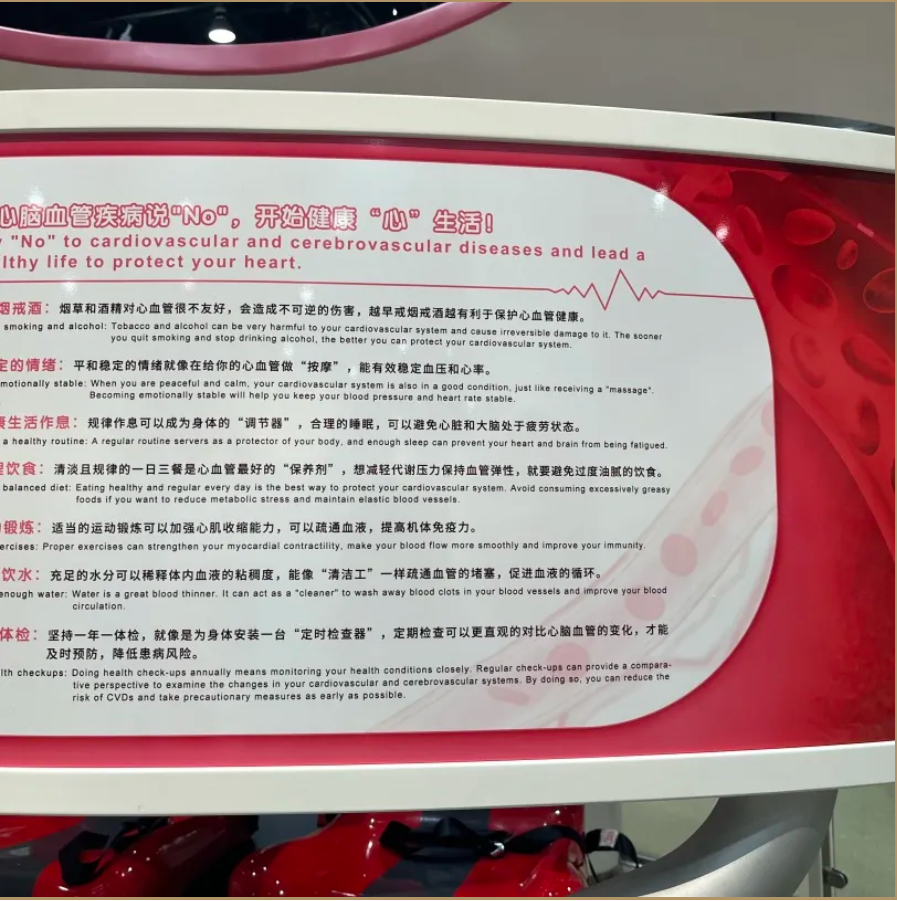 心脑血管疾病说"No"，开始健康“心”生活！
"No" to cardiovascular and cerebrovascular diseases and lead a
lthy life to protect your heart.
烟戒酒：烟草和酒精对心血管很不友好，会造成不可逆的伤害，越早戒烟戒酒越有利于保护心血管健康。
smoking and alcohol: Tobacco and alcohol can be very harmful to your cardiovascular system and cause irreversible damage to it. The sooner
you quit smoking and stop drinking alcohol, the better you can protect your cardiovascular system.
定的情绪：平和稳定的情绪就像在给你的心血管做“按摩”，能有效稳定血压和心率。
motionally stable: When you are peaceful and calm, your cardiovascular system is also in a good condition, just like receiving a "massage".
Becoming emotionally stable will help you keep your blood pressure and heart rate stable.
康生活作息：规律作息可以成为身体的“调节器”，合理的睡眠，可以避免心脏和大脑处于疲劳状态。
a healthy routine: A regular routine servers as a protector of your body, and enough sleep can prevent your heart and brain from being fatigued.
理饮食：清淡且规律的一日三餐是心血管最好的“保养剂”，想减轻代谢压力保持血管弹性，就要避免过度油腻的饮食。
balanced diet: Eating healthy and regular every day is the best way to protect your cardiovascular system. Avoid consuming excessively greasy
foods if you want to reduce metabolic stress and maintain elastic blood vessels.
锻炼：适当的运动锻炼可以加强心肌收缩能力，可以疏通血液，提高机体免疫力。
ercises: Proper exercises can strengthen your myocardial contractility, make your blood flow more smoothly and improve your immunity.
饮水：充足的水分可以稀释体内血液的粘稠度，能像“清洁工”一样疏通血管的堵塞，促进血液的循环。
enough water: Water is a great blood thinner. It can act as a "cleaner" to wash away blood clots in your blood vessels and improve your blood
circulation.
体检：坚持一年一体检，就像是为身体安装一台“定时检查器”，定期检查可以更直观的对比心脑血管的变化，才能
及时预防，降低患病风险。
lth checkups: Doing health check-ups annually means monitoring your health conditions closely. Regular check-ups can provide a compara-
tive perspective to examine the changes in your cardiovascular and cerebrovascular systems. By doing so, you can reduce the
risk of CVDs and take precautionary measures as early as possible.